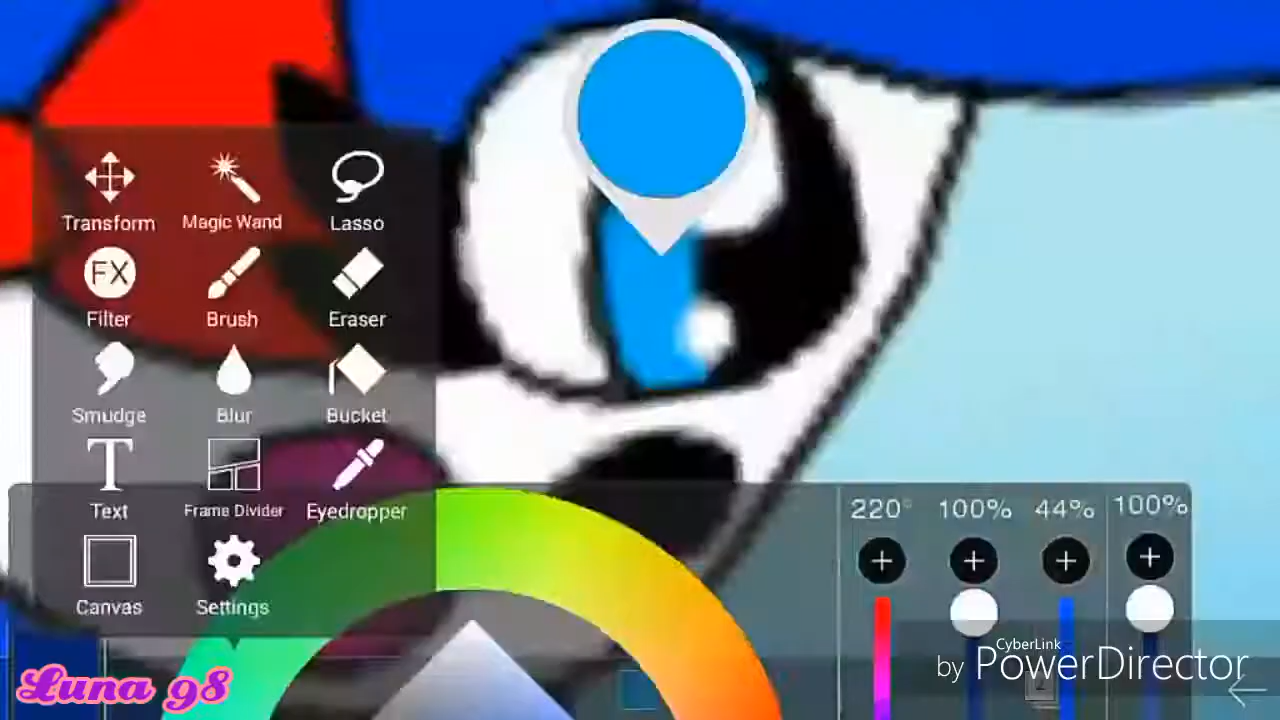 Transform Magic Wand Lasso
FX
Filter Brush Eraser
Smudge Blur Bucket
T
Text Frame Divider Eyedropper
Canvas Settings
220° 100% 44% 100%
CyberLink
by PowerDirector
2
Luna 98